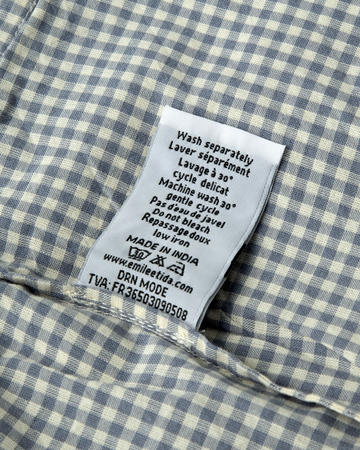 Wash separately
Laver séparément
Lavage à 30°
cycle delicat
Machine wash 30°
gentle cycle
Pas d'eau de javel
Do not bleach
Repassage doux
low iron
MADE IN INDIA
www.emileetida.com
DRN MODE
TVA: FR36503090508